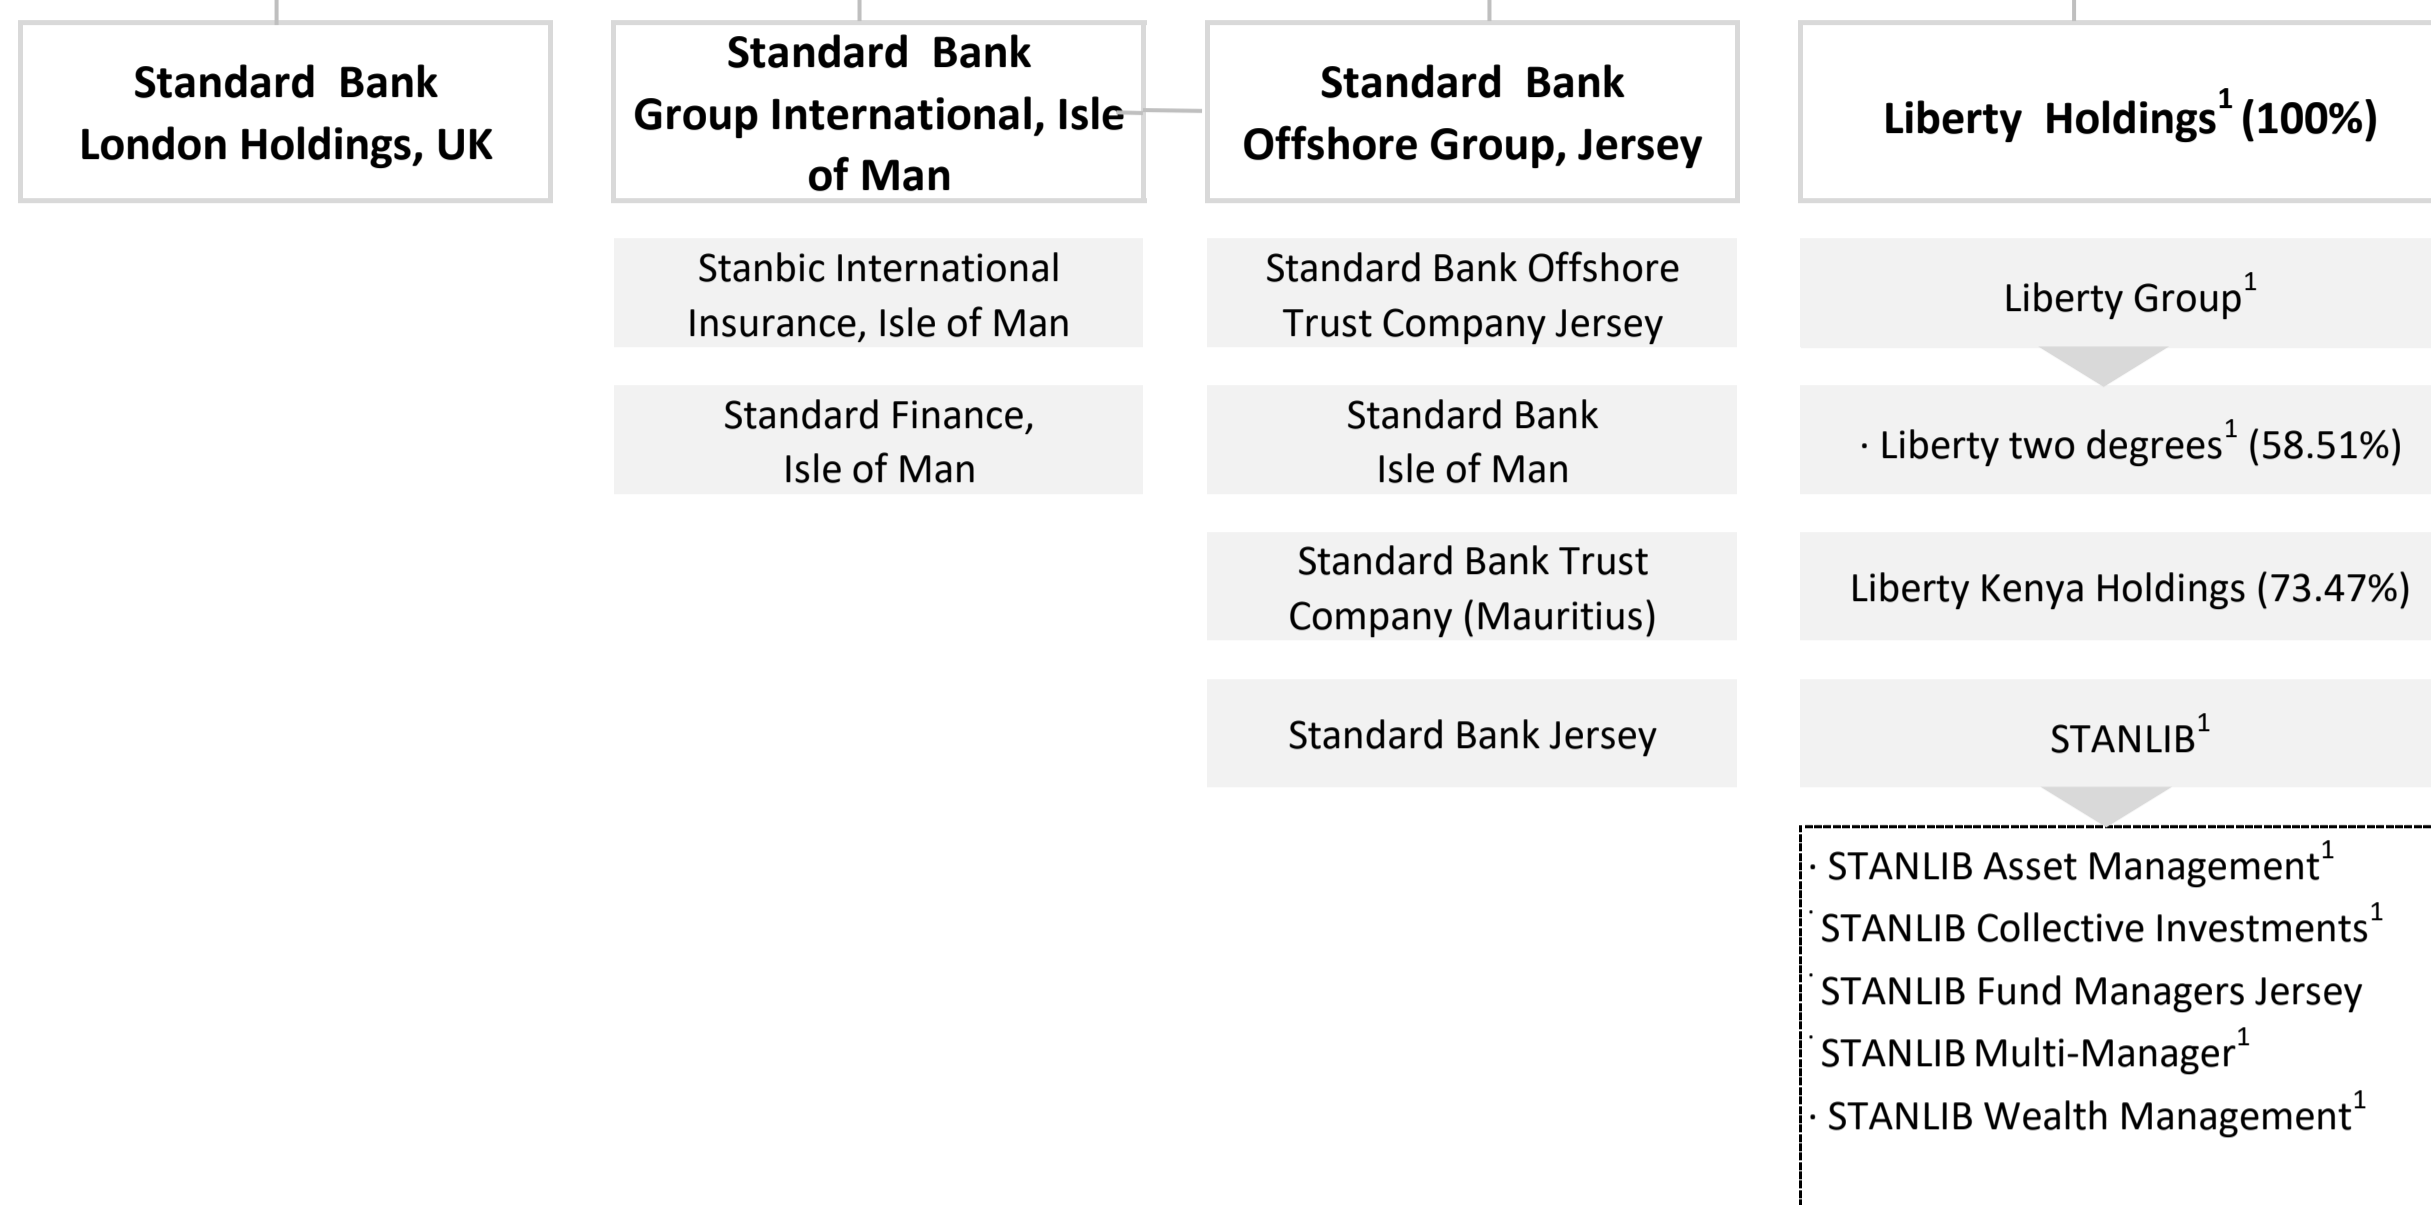 Standard Bank
London Holdings, UK
Standard Bank
Group International, Isle
of Man
Standard Bank
Offshore Group, Jersey
Liberty Holdings¹ (100%)
Stanbic International
Insurance, Isle of Man
Standard Finance,
Isle of Man
Standard Bank Offshore
Trust Company Jersey
Standard Bank
Isle of Man
Standard Bank Trust
Company (Mauritius)
Standard Bank Jersey
Liberty Group¹
· Liberty two degrees¹ (58.51%)
Liberty Kenya Holdings (73.47%)
STANLIB¹
· STANLIB Asset Management¹
· STANLIB Collective Investments¹
· STANLIB Fund Managers Jersey
· STANLIB Multi-Manager¹
· STANLIB Wealth Management¹